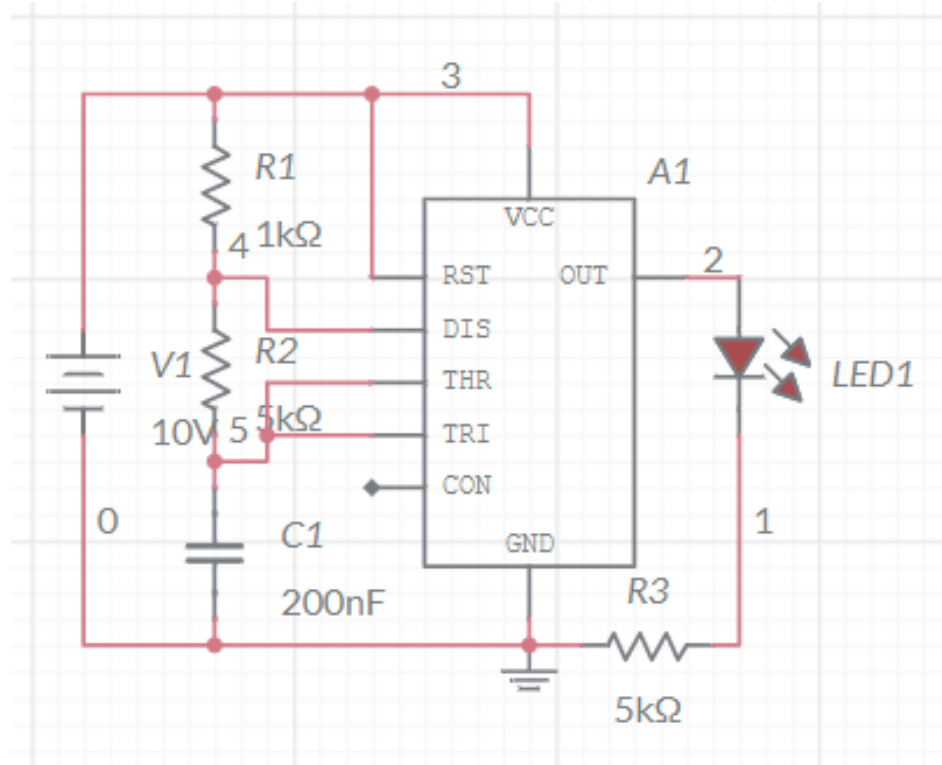 3
R1
A1
1kΩ
4
VCC
RST
OUT
2
DIS
V1
R2
THR
LED1
10V
5
5kΩ
TRI
CON
0
C1
1
GND
200nF
R3
5kΩ